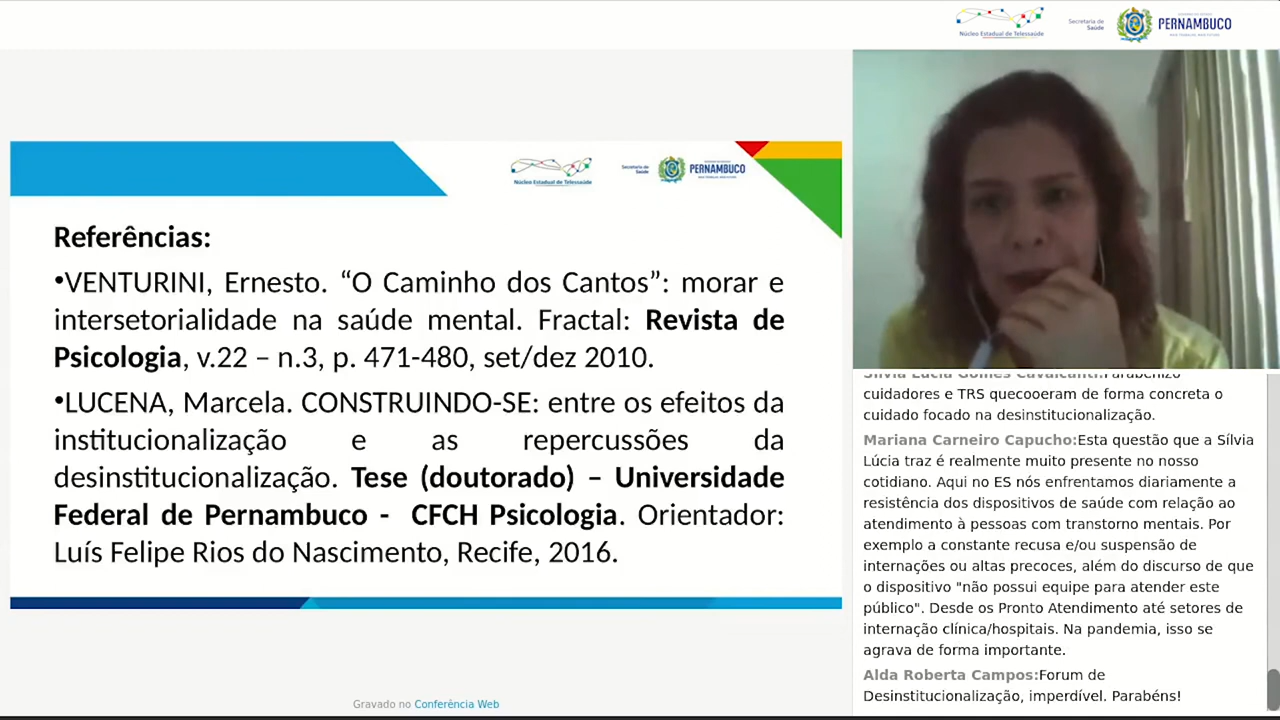 Núcleo Estadual de Telessaúde
Secretaria de
Saúde
PERNAMBUCO
Núcleo Estadual de Telessaúde
Secretaria de
Saúde
PERNAMBUCO
Referências:
•VENTURINI, Ernesto. “O Caminho dos Cantos”: morar e
intersetorialidade na saúde mental. Fractal: Revista de
Psicologia, v.22 – n.3, p. 471-480, set/dez 2010.
•LUCENA, Marcela. CONSTRUINDO-SE: entre os efeitos da
institucionalização e as repercussões da
desinstitucionalização. Tese (doutorado) – Universidade
Federal de Pernambuco - CFCH Psicologia. Orientador:
Luís Felipe Rios do Nascimento, Recife, 2016.
Silvia Lúcia Gomes Cavalcanti:Parabenizo
cuidadores e TRS quecooeram de forma concreta o
cuidado focado na desinstitucionalização.
Mariana Carneiro Capucho:Esta questão que a Sílvia
Lúcia traz é realmente muito presente no nosso
cotidiano. Aqui no ES nós enfrentamos diariamente a
resistência dos dispositivos de saúde com relação ao
atendimento à pessoas com transtorno mentais. Por
exemplo a constante recusa e/ou suspensão de
internações ou altas precoces, além do discurso de que
o dispositivo "não possui equipe para atender este
público". Desde os Pronto Atendimento até setores de
internação clínica/hospitais. Na pandemia, isso se
agrava de forma importante.
Alda Roberta Campos:Forum de
Desinstitucionalização, imperdível. Parabéns!
Gravado no Conferência Web